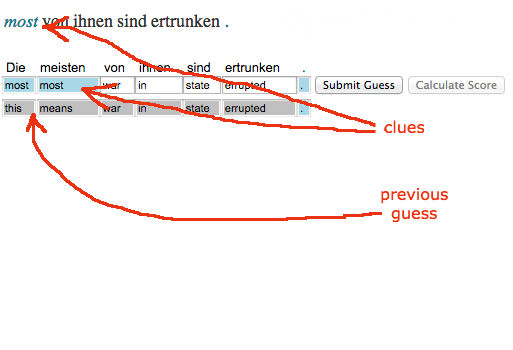 most von ihnen sind ertrunken .
Die meisten von ihnen sind ertrunken .
most most war in state errupted . Submit Guess Calculate Score
this means war in state errupted .
clues
previous
guess